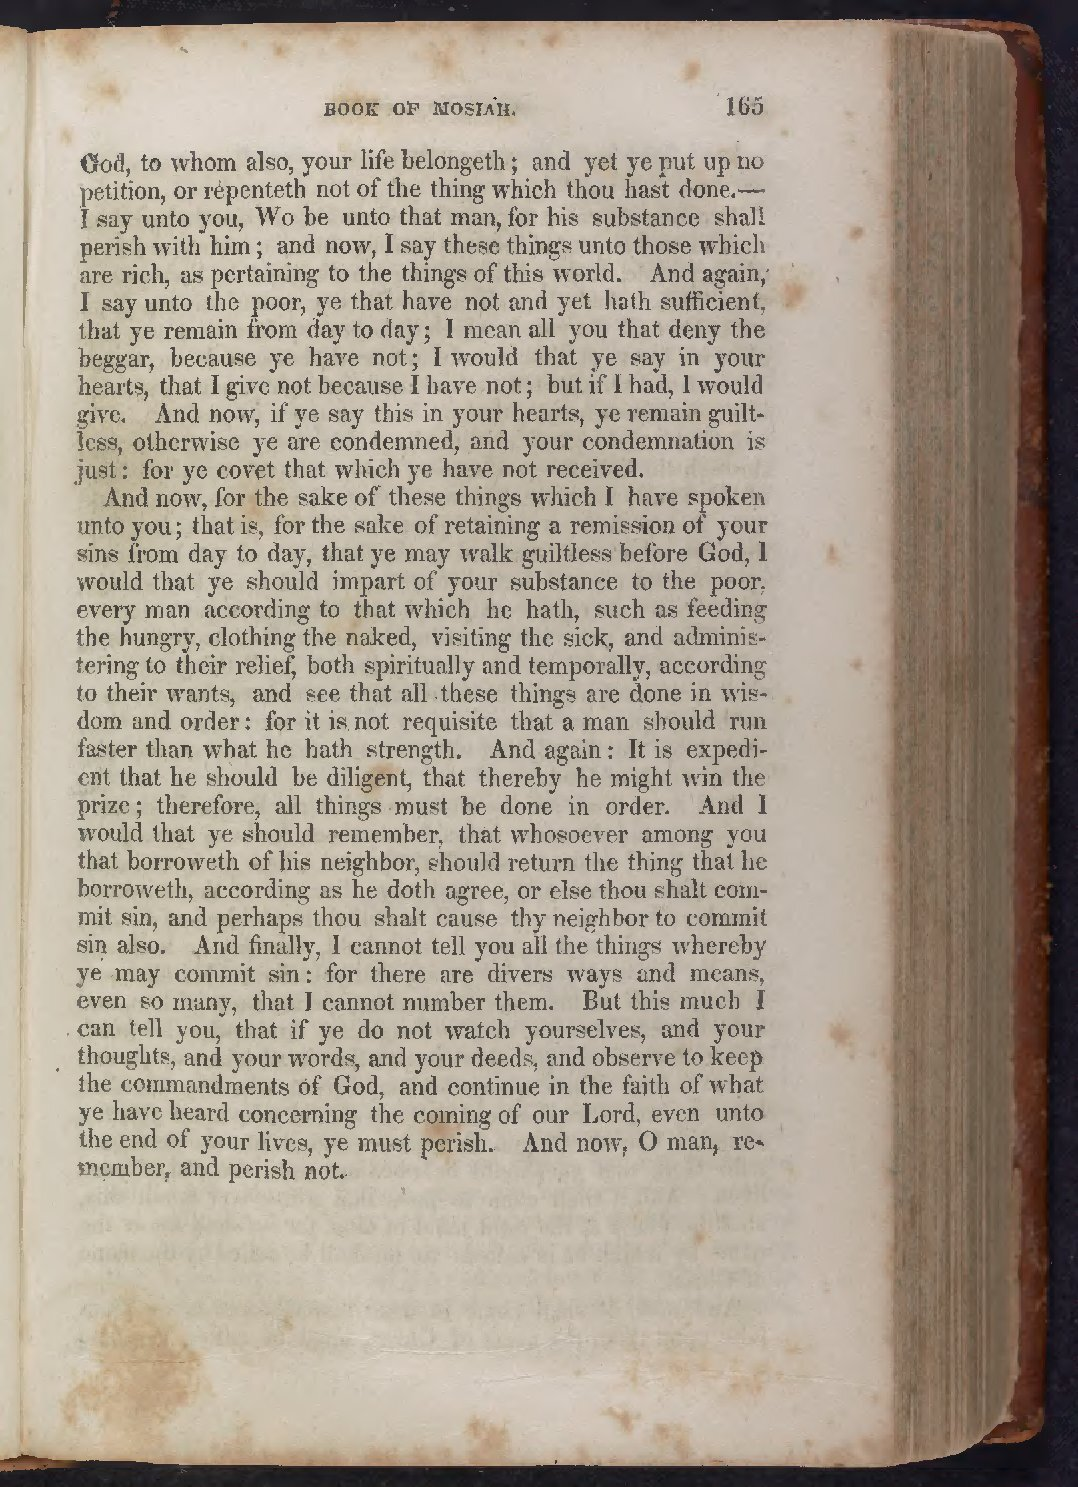 BOOK OF MOSIAH. 165
God, to whom also, your life belongeth; and yet ye put up no
petition, or repenteth not of the thing which thou hast done.—
I say unto you, Wo be unto that man, for his substance shall
perish with him; and now, I say these things unto those which
are rich, as pertaining to the things of this world. And again,
I say unto the poor, ye that have not and yet hath sufficient,
that ye remain from day to day; I mean all you that deny the
beggar, because ye have not; I would that ye say in your
hearts, that I give not because I have not; but if I had, I would
give. And now, if ye say this in your hearts, ye remain guilt-
less, otherwise ye are condemned, and your condemnation is
just: for ye covet that which ye have not received.
And now, for the sake of these things which I have spoken
unto you; that is, for the sake of retaining a remission of your
sins from day to day, that ye may walk guiltless before God, I
would that ye should impart of your substance to the poor,
every man according to that which he hath, such as feeding
the hungry, clothing the naked, visiting the sick, and adminis-
tering to their relief, both spiritually and temporally, according
to their wants, and see that all these things are done in wis-
dom and order: for it is not requisite that a man should run
faster than what he hath strength. And again: It is expedi-
ent that he should be diligent, that thereby he might win the
prize; therefore, all things must be done in order. And I
would that ye should remember, that whosoever among you
that borroweth of his neighbor, should return the thing that he
borroweth, according as he doth agree, or else thou shalt com-
mit sin, and perhaps thou shalt cause thy neighbor to commit
sin also. And finally, I cannot tell you all the things whereby
ye may commit sin: for there are divers ways and means,
even so many, that I cannot number them. But this much I
can tell you, that if ye do not watch yourselves, and your
thoughts, and your words, and your deeds, and observe to keep
the commandments of God, and continue in the faith of what
ye have heard concerning the coming of our Lord, even unto
the end of your lives, ye must perish. And now, O man, re-
member, and perish not.